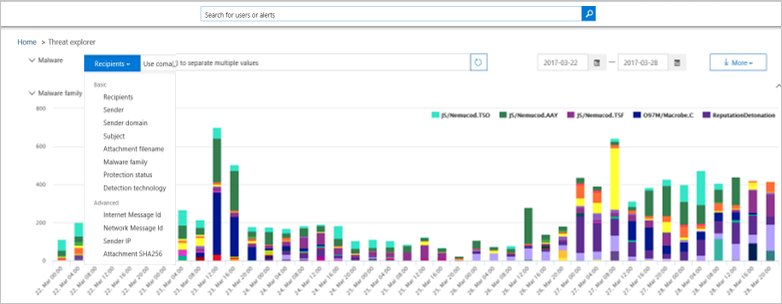 Search for users or alerts
Home > Threat explorer
Malware
Recipients
Use coma(,) to separate multiple values
2017-03-22
—
2017-03-28
More
Basic
Recipients
Sender
Sender domain
Subject
Attachment filename
Malware family
Protection status
Detection technology
Advanced
Internet Message Id
Network Message Id
Sender IP
Attachment SHA256
Malware family
JS/Nemucod.TSO
JS/Nemucod.AAY
JS/Nemucod.TSF
O97M/Macrobe.C
ReputationDetonation
800
600
400
200
0
22. Mar 00:00
22. Mar 04:00
22. Mar 08:00
22. Mar 12:00
22. Mar 16:00
22. Mar 20:00
23. Mar 00:00
23. Mar 04:00
23. Mar 08:00
23. Mar 12:00
23. Mar 16:00
23. Mar 20:00
24. Mar 00:00
24. Mar 04:00
24. Mar 08:00
24. Mar 12:00
24. Mar 16:00
24. Mar 20:00
25. Mar 00:00
25. Mar 04:00
25. Mar 08:00
25. Mar 12:00
25. Mar 16:00
25. Mar 20:00
26. Mar 00:00
26. Mar 04:00
26. Mar 08:00
26. Mar 12:00
26. Mar 16:00
26. Mar 20:00
27. Mar 00:00
27. Mar 04:00
27. Mar 08:00
27. Mar 12:00
27. Mar 16:00
27. Mar 20:00
28. Mar 00:00
28. Mar 04:00
28. Mar 08:00
28. Mar 12:00
28. Mar 16:00
28. Mar 20:00